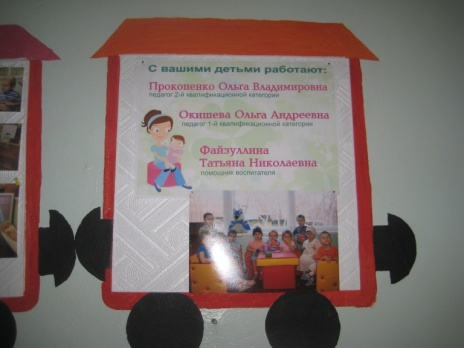 С вашими детьми работают:
Прокопенко Ольга Владимировна
педагог 2-й квалификационной категории
Окишева Ольга Андреевна
педагог 1-й квалификационной категории
Файзуллина
Татьяна Николаевна
помощник воспитателя